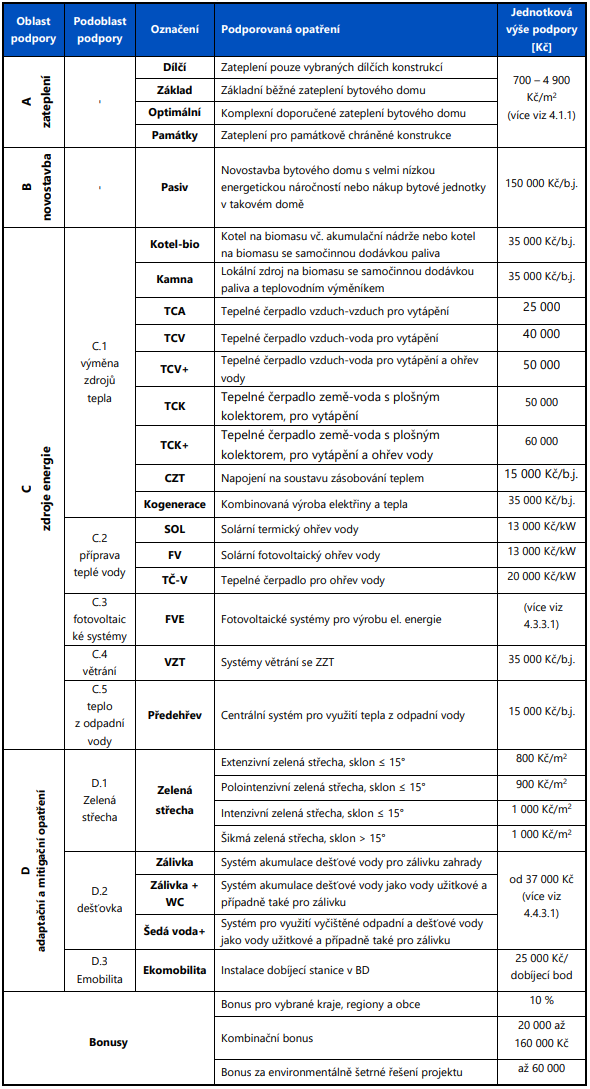 Oblast podpory
Podoblast podpory
Označení
Podporovaná opatření
Jednotková výše podpory [Kč]
A
zateplení
,
Dílčí
Zateplení pouze vybraných dílčích konstrukcí
700 – 4 900
Kč/m²
(více viz 4.1.1)
Základ
Základní běžné zateplení bytového domu
Optimální
Komplexní doporučené zateplení bytového domu
Památky
Zateplení pro památkově chráněné konstrukce
B
novostavba
,
Pasiv
Novostavba bytového domu s velmi nízkou
energetickou náročností nebo nákup bytové jednotky
v takovém domě
150 000 Kč/b.j.
C
zdroje energie
C.1
výměna
zdrojů
tepla
Kotel-bio
Kotel na biomasu vč. akumulační nádrže nebo kotel
na biomasu se samočinnou dodávkou paliva
35 000 Kč/b.j.
Kamna
Lokální zdroj na biomasu se samočinnou dodávkou
paliva a teplovodním výměníkem
35 000 Kč/b.j.
TCA
Tepelné čerpadlo vzduch-vzduch pro vytápění
25 000
TCV
Tepelné čerpadlo vzduch-voda pro vytápění
40 000
TCV+
Tepelné čerpadlo vzduch-voda pro vytápění a ohřev
vody
50 000
TCK
Tepelné čerpadlo země-voda s plošným
kolektorem, pro vytápění
50 000
TCK+
Tepelné čerpadlo země-voda s plošným
kolektorem, pro vytápění a ohřev vody
60 000
CZT
Napojení na soustavu zásobování teplem
15 000 Kč/b.j.
Kogenerace
Kombinovaná výroba elektřiny a tepla
35 000 Kč/b.j.
C.2
příprava
teplé vody
SOL
Solární termický ohřev vody
13 000 Kč/kW
FV
Solární fotovoltaický ohřev vody
13 000 Kč/kW
TČ-V
Tepelné čerpadlo pro ohřev vody
20 000 Kč/kW
C.3
fotovoltaic
ké systémy
FVE
Fotovoltaické systémy pro výrobu el. energie
(více viz
4.3.3.1)
C.4
větrání
VZT
Systémy větrání se ZZT
35 000 Kč/b.j.
C.5
teplo
z odpadní
vody
Předehřev
Centrální systém pro využití tepla z odpadní vody
15 000 Kč/b.j.
D
adaptační a mitigační opatření
D.1
Zelená
střecha
Zelená
střecha
Extenzivní zelená střecha, sklon ≤ 15°
800 Kč/m²
Polointenzivní zelená střecha, sklon ≤ 15°
900 Kč/m²
Intenzivní zelená střecha, sklon ≤ 15°
1 000 Kč/m²
Šikmá zelená střecha, sklon > 15°
1 000 Kč/m²
D.2
dešťovka
Zálivka
Systém akumulace dešťové vody pro zálivku zahrady
od 37 000 Kč
(více viz
4.4.3.1)
Zálivka +
WC
Systém akumulace dešťové vody jako vody užitkové a
případně také pro zálivku
Šedá voda+
Systém pro využití vyčištěné odpadní a dešťové vody
jako vody užitkové a případně také pro zálivku
D.3
Emobilita
Ekomobilita
Instalace dobíjecí stanice v BD
25 000 Kč/
dobíjecí bod
Bonusy
Bonus pro vybrané kraje, regiony a obce
10 %
Kombinační bonus
20 000 až
160 000 Kč
Bonus za environmentálně šetrné řešení projektu
až 60 000